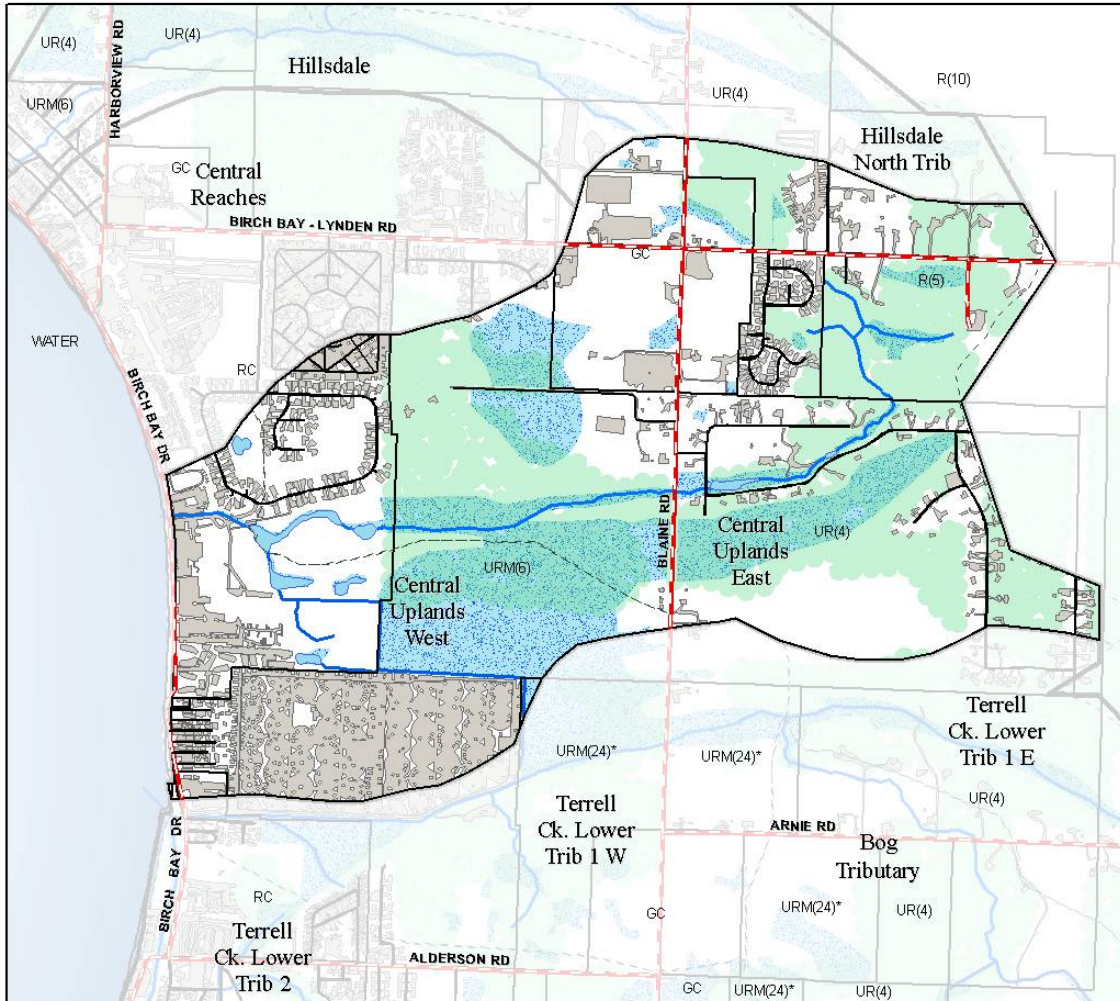 UR(4)
UR(4)
HARBORVIEW RD
Hillsdale
UR(4)
R(10)
URM(6)
Hillsdale
North Trib
GC
Central
Reaches
BIRCH BAY - LYNDEN RD
GC
R(5)
WATER
RC
BIRCH BAY DR
BLAINE RD
Central
Uplands
East
UR(4)
URM(6)
Central
Uplands
West
Terrell
Ck. Lower
Trib 1 E
URM(24)*
URM(24)*
UR(4)
Terrell
Ck. Lower
Trib 1 W
ARNIE RD
Bog
Tributary
BIRCH BAY DR
RC
GC
URM(24)*
UR(4)
Terrell
Ck. Lower
Trib 2
ALDERSON RD
GC
URM(24)*
UR(4)